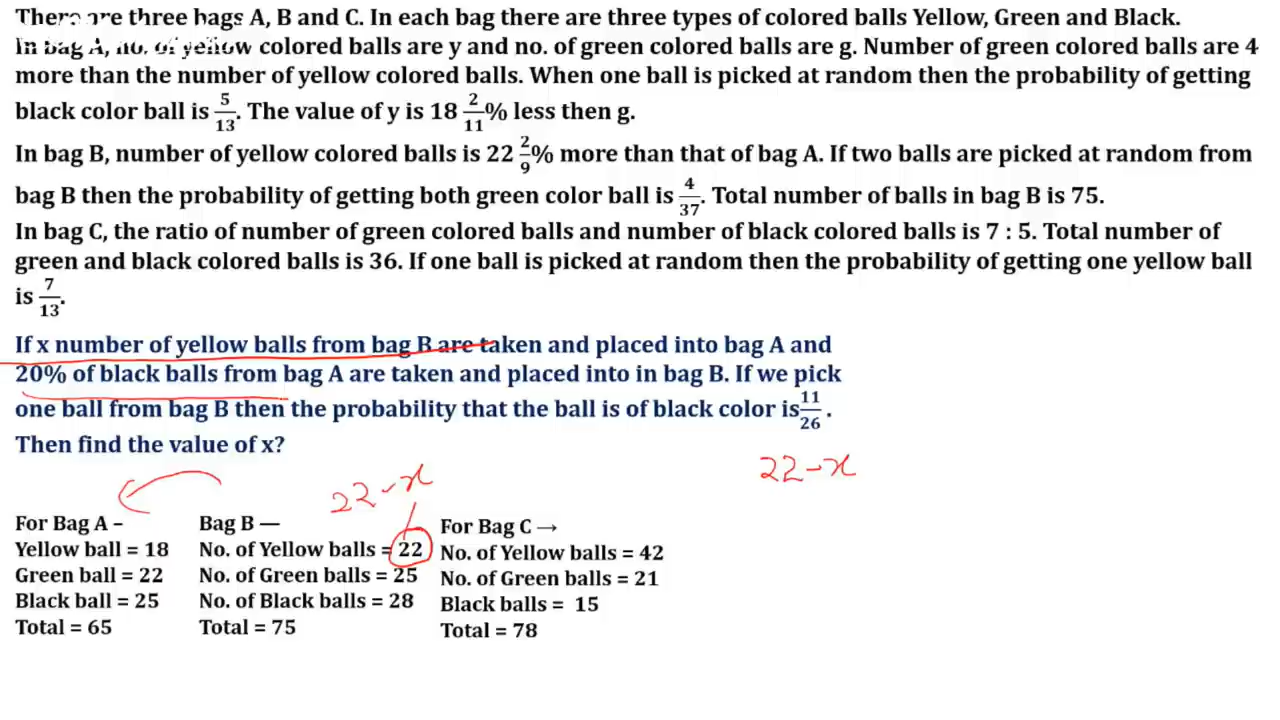 There are three bags A, B and C. In each bag there are three types of colored balls Yellow, Green and Black.
In bag A, no. of yellow colored balls are y and no. of green colored balls are g. Number of green colored balls are 4
more than the number of yellow colored balls. When one ball is picked at random then the probability of getting
black color ball is 5/13. The value of y is 18 2/11% less then g.
In bag B, number of yellow colored balls is 22 2/9% more than that of bag A. If two balls are picked at random from
bag B then the probability of getting both green color ball is 4/37. Total number of balls in bag B is 75.
In bag C, the ratio of number of green colored balls and number of black colored balls is 7 : 5. Total number of
green and black colored balls is 36. If one ball is picked at random then the probability of getting one yellow ball
is 7/13.
If x number of yellow balls from bag B are taken and placed into bag A and
20% of black balls from bag A are taken and placed into in bag B. If we pick
one ball from bag B then the probability that the ball is of black color is 11/26 .
Then find the value of x?
22-x
22-x
For Bag A –
Yellow ball = 18
Green ball = 22
Black ball = 25
Total = 65
Bag B —
No. of Yellow balls = 22
No. of Green balls = 25
No. of Black balls = 28
Total = 75
For Bag C →
No. of Yellow balls = 42
No. of Green balls = 21
Black balls = 15
Total = 78